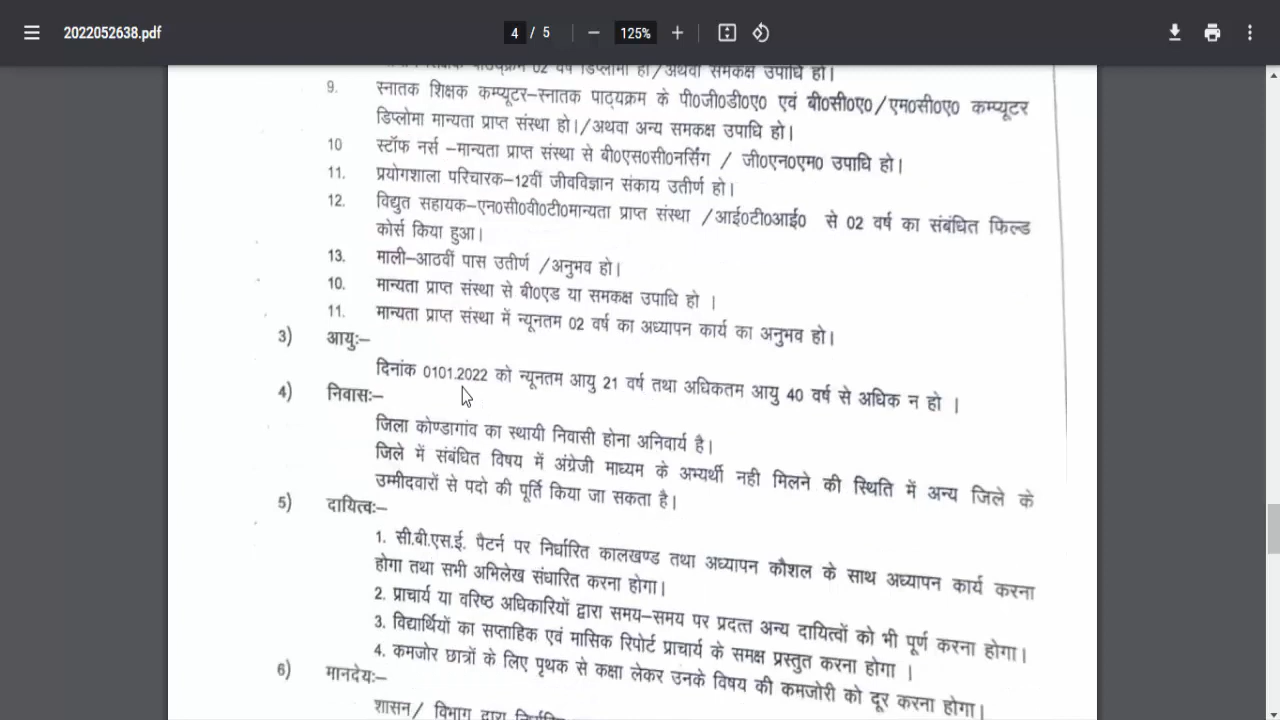 2022052638.pdf
4 / 5
125%
02 वर्ष डिप्लोमा हो/अथवा समकक्ष उपाधि हो।
9. स्नातक शिक्षक कम्प्यूटर–स्नातक पाठ्यक्रम के पी0जी0डी0ए0 एवं बी0सी0ए0/एम0सी0ए0 कम्प्यूटर
डिप्लोमा मान्यता प्राप्त संस्था हो।/अथवा अन्य समकक्ष उपाधि हो।
10 स्टॉफ नर्स –मान्यता प्राप्त संस्था से बी0एस0सी0नर्सिंग / जी0एन0एम0 उपाधि हो।
11. प्रयोगशाला परिचारक–12वीं जीवविज्ञान संकाय उतीर्ण हो।
12. विद्युत सहायक–एन0सी0वी0टी0मान्यता प्राप्त संस्था /आई0टी0आई0 से 02 वर्ष का संबंधित फिल्ड
कोर्स किया हुआ।
13. माली–आठवीं पास उतीर्ण /अनुभव हो।
10. मान्यता प्राप्त संस्था से बी0एड या समकक्ष उपाधि हो ।
11. मान्यता प्राप्त संस्था में न्यूनतम 02 वर्ष का अध्यापन कार्य का अनुभव हो।
3) आयुः–
दिनांक 0101.2022 को न्यूनतम आयु 21 वर्ष तथा अधिकतम आयु 40 वर्ष से अधिक न हो ।
4) निवासः–
जिला कोण्डागांव का स्थायी निवासी होना अनिवार्य है।
जिले में संबंधित विषय में अंग्रेजी माध्यम के अभ्यर्थी नही मिलने की स्थिति में अन्य जिले के
उम्मीदवारों से पदो की पूर्ति किया जा सकता है।
5) दायित्वः–
1. सी.बी.एस.ई. पैटर्न पर निर्धारित कालखण्ड तथा अध्यापन कौशल के साथ अध्यापन कार्य करना
होगा तथा सभी अभिलेख संधारित करना होगा।
2. प्राचार्य या वरिष्ठ अधिकारियों द्वारा समय–समय पर प्रदत्त अन्य दायित्वों को भी पूर्ण करना होगा।
3. विद्यार्थियों का सप्ताहिक एवं मासिक रिपोर्ट प्राचार्य के समक्ष प्रस्तुत करना होगा ।
4. कमजोर छात्रों के लिए पृथक से कक्षा लेकर उनके विषय की कमजोरी को दूर करना होगा।
6) मानदेयः–
शासन/ विभाग द्वारा